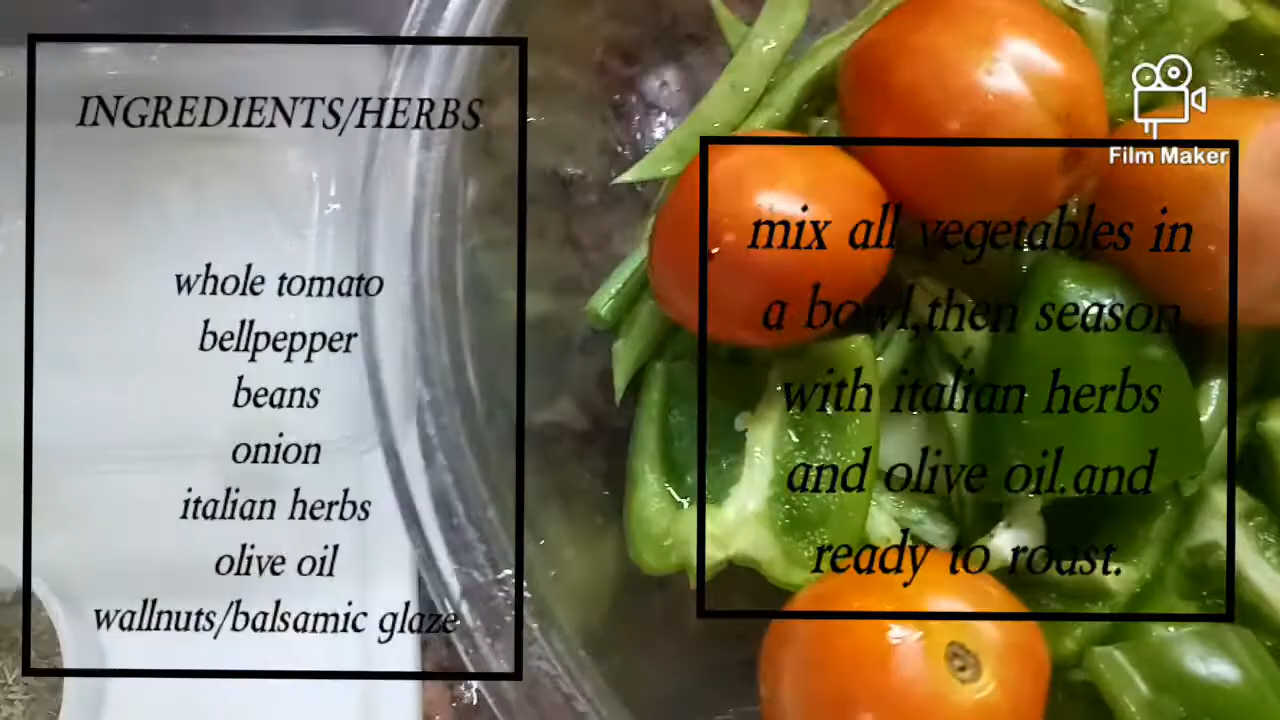 INGREDIENTS/HERBS
whole tomato
bellpepper
beans
onion
italian herbs
olive oil
wallnuts/balsamic glaze
Film Maker
mix all vegetables in
a bowl,then season
with italian herbs
and olive oil.and
ready to roast.